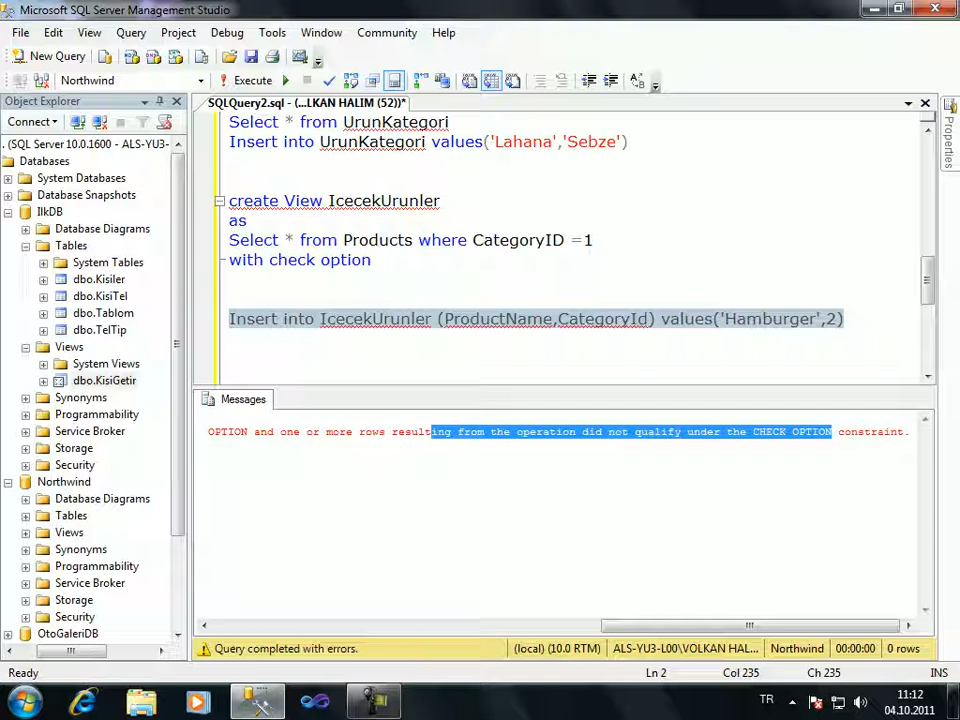 Microsoft SQL Server Management Studio
File Edit View Query Project Debug Tools Window Community Help
New Query
Northwind Execute
Object Explorer
SQLQuery2.sql - (...LKAN HALIM (52))*
Connect
. (SQL Server 10.0.1600 - ALS-YU3-
Databases
System Databases
Database Snapshots
IlkDB
Database Diagrams
Tables
System Tables
dbo.Kisiler
dbo.KisiTel
dbo.Tablom
dbo.TelTip
Views
System Views
dbo.KisiGetir
Synonyms
Programmability
Service Broker
Storage
Security
Northwind
Database Diagrams
Tables
Views
Synonyms
Programmability
Service Broker
Storage
Security
OtoGaleriDB
Select * from UrunKategori
Insert into UrunKategori values('Lahana','Sebze')
create View IcecekUrunler
as
Select * from Products where CategoryID =1
with check option
Insert into IcecekUrunler (ProductName,CategoryId) values('Hamburger',2)
Messages
OPTION and one or more rows resulting from the operation did not qualify under the CHECK OPTION constraint.
Properties
Query completed with errors. (local) (10.0 RTM) ALS-YU3-L00\VOLKAN HAL... Northwind 00:00:00 0 rows
Ready Ln 2 Col 235 Ch 235 INS
TR
11:12
04.10.2011